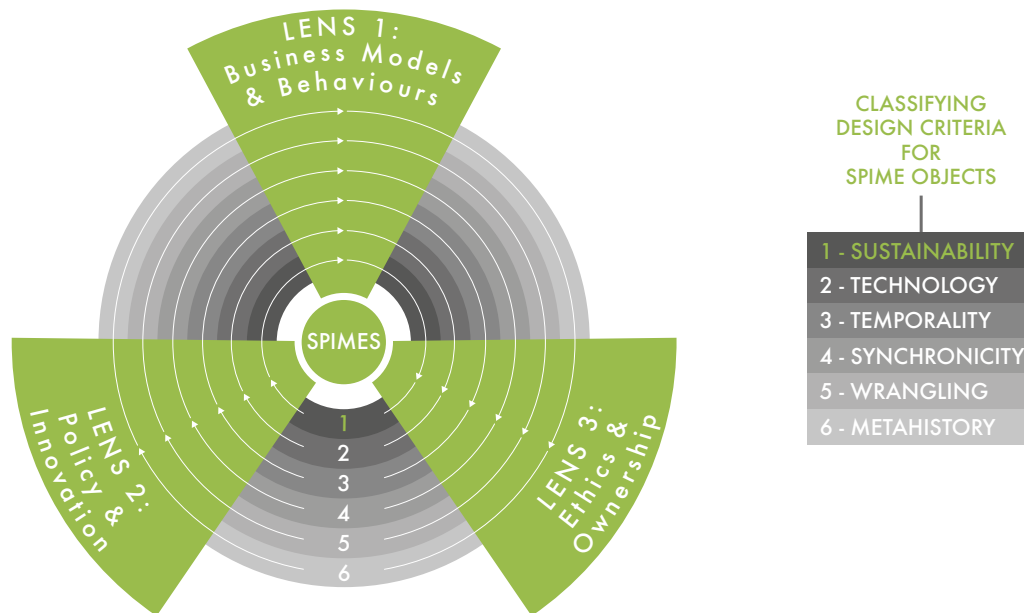 LENS 1:
Business Models
& Behaviours
SPIMES
LENS 2:
Policy &
Innovation
LENS 3:
Ethics &
Ownership
1
2
3
4
5
6
CLASSIFYING
DESIGN CRITERIA
FOR
SPIME OBJECTS
1 - SUSTAINABILITY
2 - TECHNOLOGY
3 - TEMPORALITY
4 - SYNCHRONICITY
5 - WRANGLING
6 - METAHISTORY